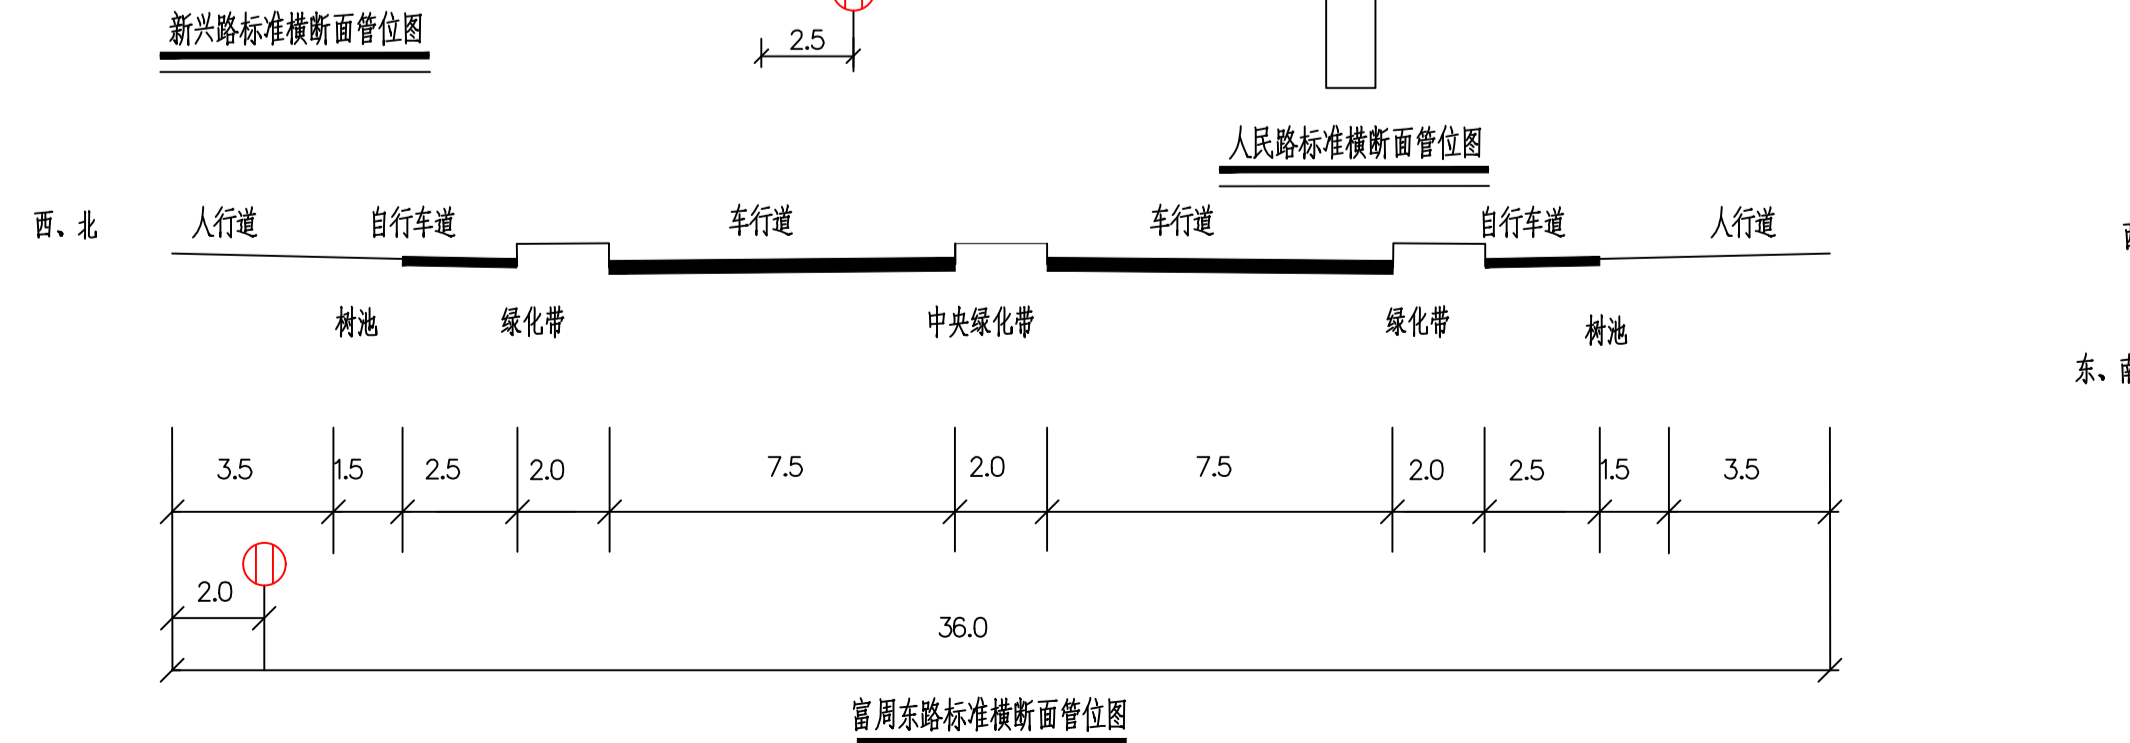 新兴路标准横断面管位图
2.5
人民路标准横断面管位图
西、北 人行道 自行车道 车行道 车行道 自行车道 人行道
树池 绿化带 中央绿化带 绿化带 树池
东、
3.5 1.5 2.5 2.0 7.5 2.0 7.5 2.0 2.5 1.5 3.5
2.0
36.0
富周东路标准横断面管位图